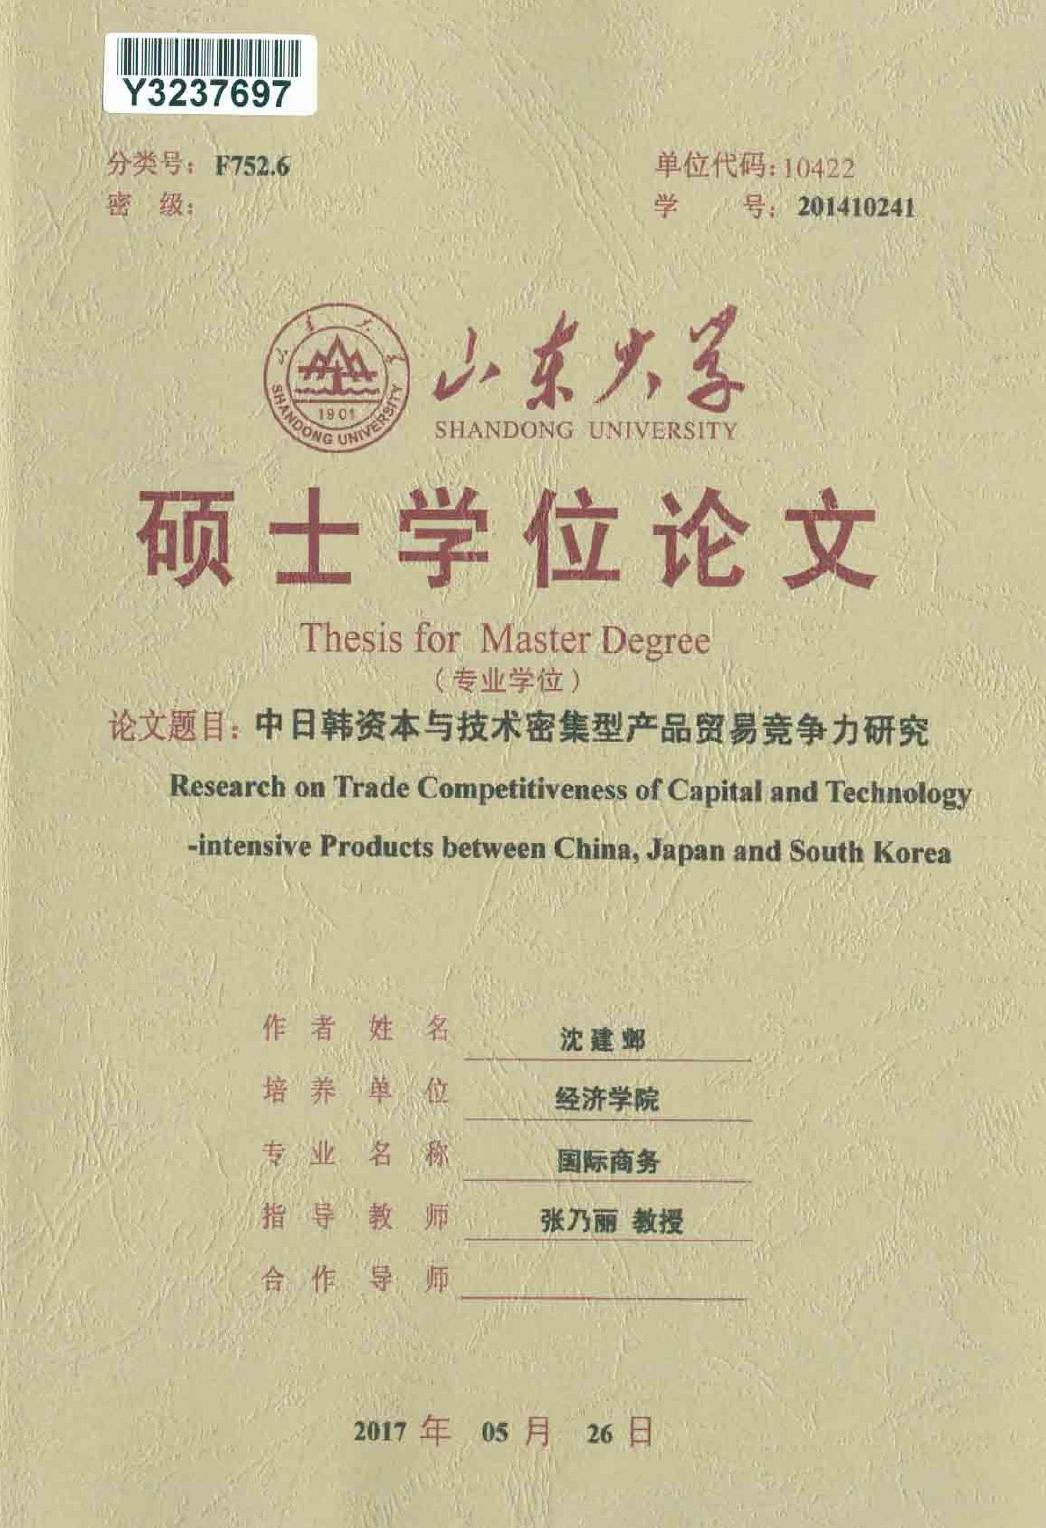 Y3237697
分类号: F752.6
单位代码: 10422
密 级:
学 号: 201410241
山东大学
SHANDONG UNIVERSITY
1901
山东大学
SHANDONG UNIVERSITY
硕士学位论文
Thesis for Master Degree
(专业学位)
论文题目: 中日韩资本与技术密集型产品贸易竞争力研究
Research on Trade Competitiveness of Capital and Technology
-intensive Products between China, Japan and South Korea
作者姓名 沈建邺
培养单位 经济学院
专业名称 国际商务
指导教师 张乃丽 教授
合作导师
2017 年 05 月 26 日